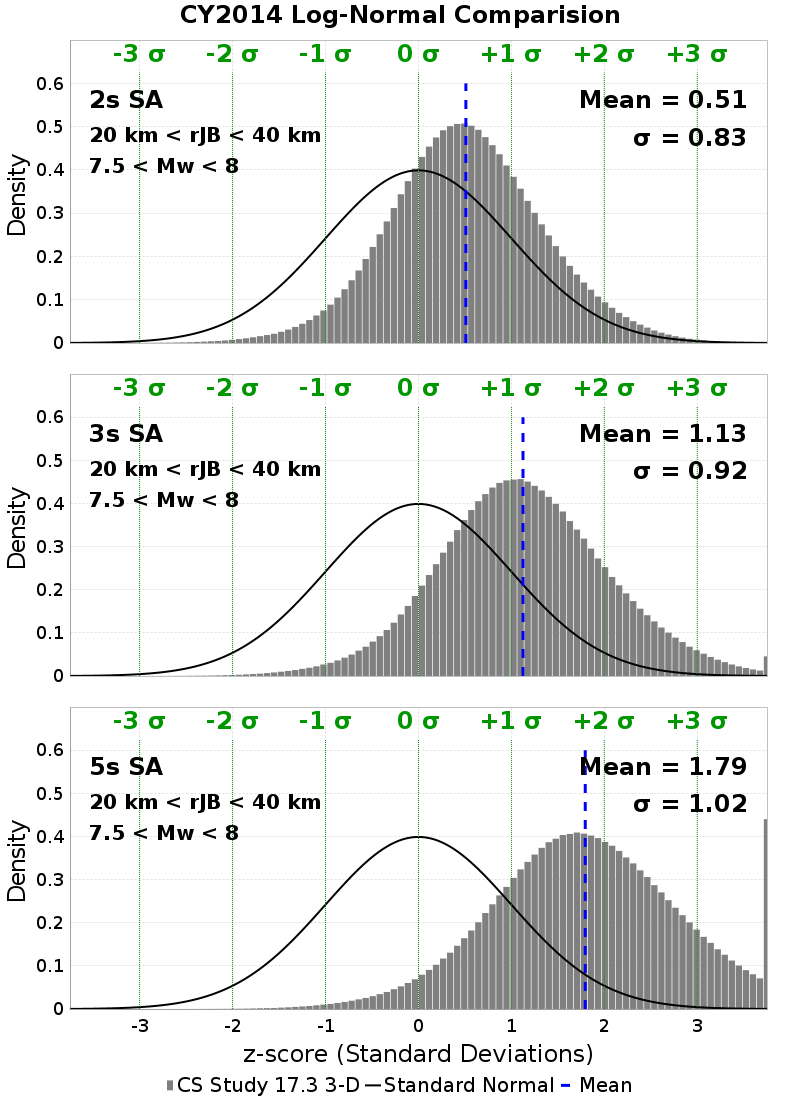 CY2014 Log-Normal Comparision
-3 σ -2 σ -1 σ 0 σ +1 σ +2 σ +3 σ
0.6
2s SA Mean = 0.51
0.5
20 km < rJB < 40 km σ = 0.83
7.5 < Mw < 8
0.4
0.3
0.2
0.1
0
Density
-3 σ -2 σ -1 σ 0 σ +1 σ +2 σ +3 σ
0.6
3s SA Mean = 1.13
0.5
20 km < rJB < 40 km σ = 0.92
7.5 < Mw < 8
0.4
0.3
0.2
0.1
0
Density
-3 σ -2 σ -1 σ 0 σ +1 σ +2 σ +3 σ
0.6
5s SA Mean = 1.79
0.5
20 km < rJB < 40 km σ = 1.02
7.5 < Mw < 8
0.4
0.3
0.2
0.1
0
Density
-3 -2 -1 0 1 2 3
z-score (Standard Deviations)
CS Study 17.3 3-D Standard Normal Mean